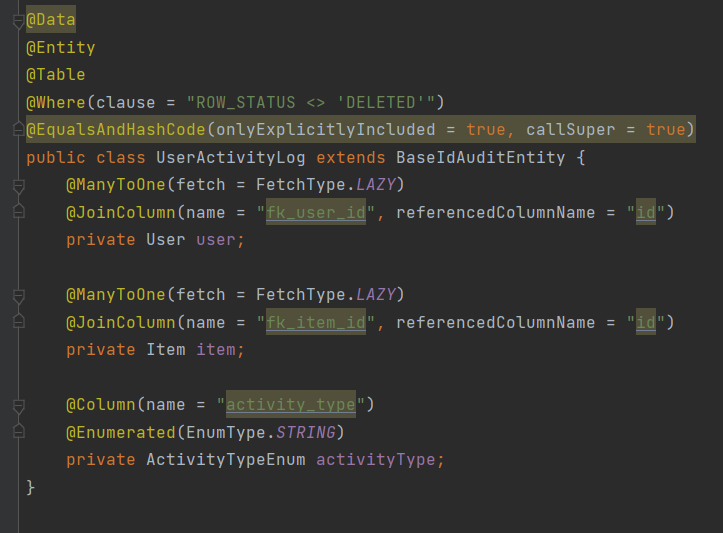 @Data
@Entity
@Table
@Where(clause = "ROW_STATUS <> 'DELETED'")
@EqualsAndHashCode(onlyExplicitlyIncluded = true, callSuper = true)
public class UserActivityLog extends BaseIdAuditEntity {
@ManyToOne(fetch = FetchType.LAZY)
@JoinColumn(name = "fk_user_id", referencedColumnName = "id")
private User user;
@ManyToOne(fetch = FetchType.LAZY)
@JoinColumn(name = "fk_item_id", referencedColumnName = "id")
private Item item;
@Column(name = "activity_type")
@Enumerated(EnumType.STRING)
private ActivityTypeEnum activityType;
}